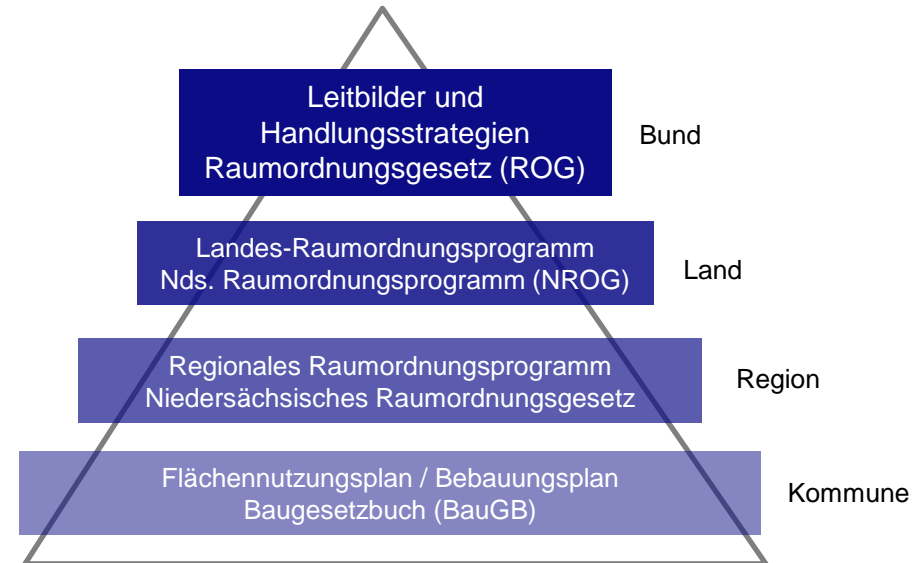 Leitbilder und
Handlungsstrategien
Raumordnungsgesetz (ROG)
Bund
Landes-Raumordnungsprogramm
Nds. Raumordnungsprogramm (NROG)
Land
Regionales Raumordnungsprogramm
Niedersächsisches Raumordnungsgesetz
Region
Flächennutzungsplan / Bebauungsplan
Baugesetzbuch (BauGB)
Kommune